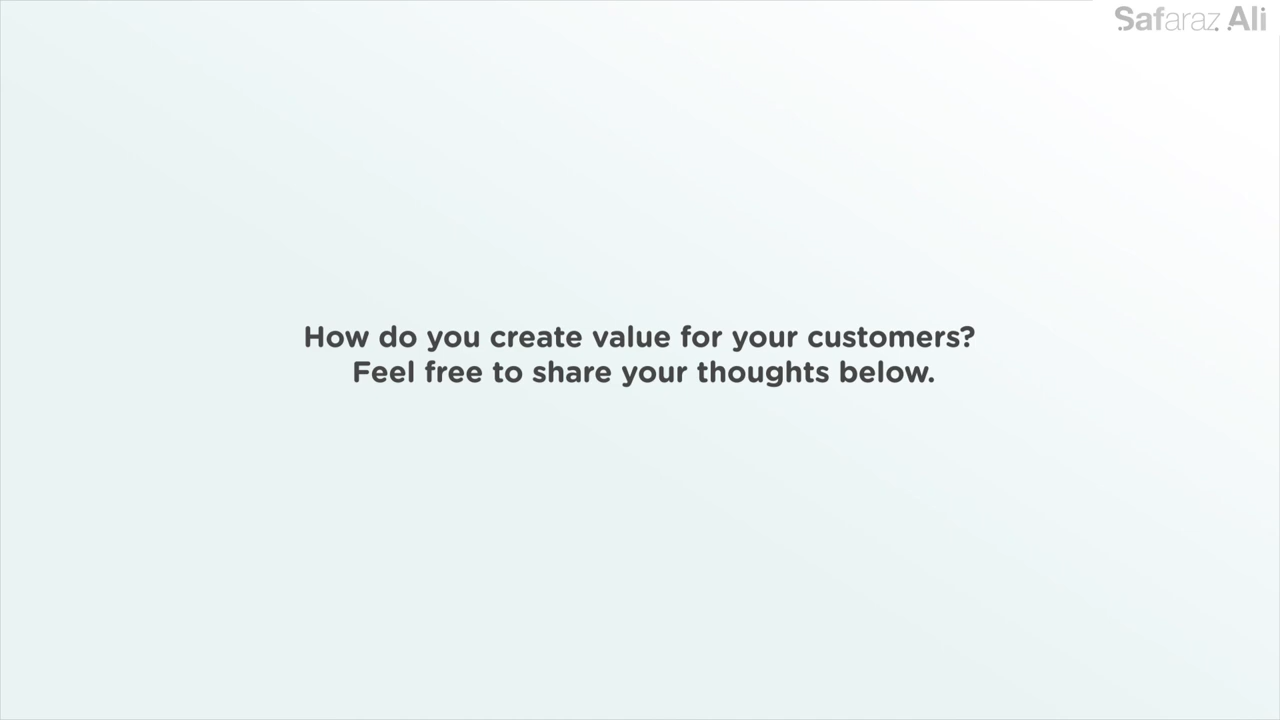 Safaraz Ali
How do you create value for your customers?
Feel free to share your thoughts below.